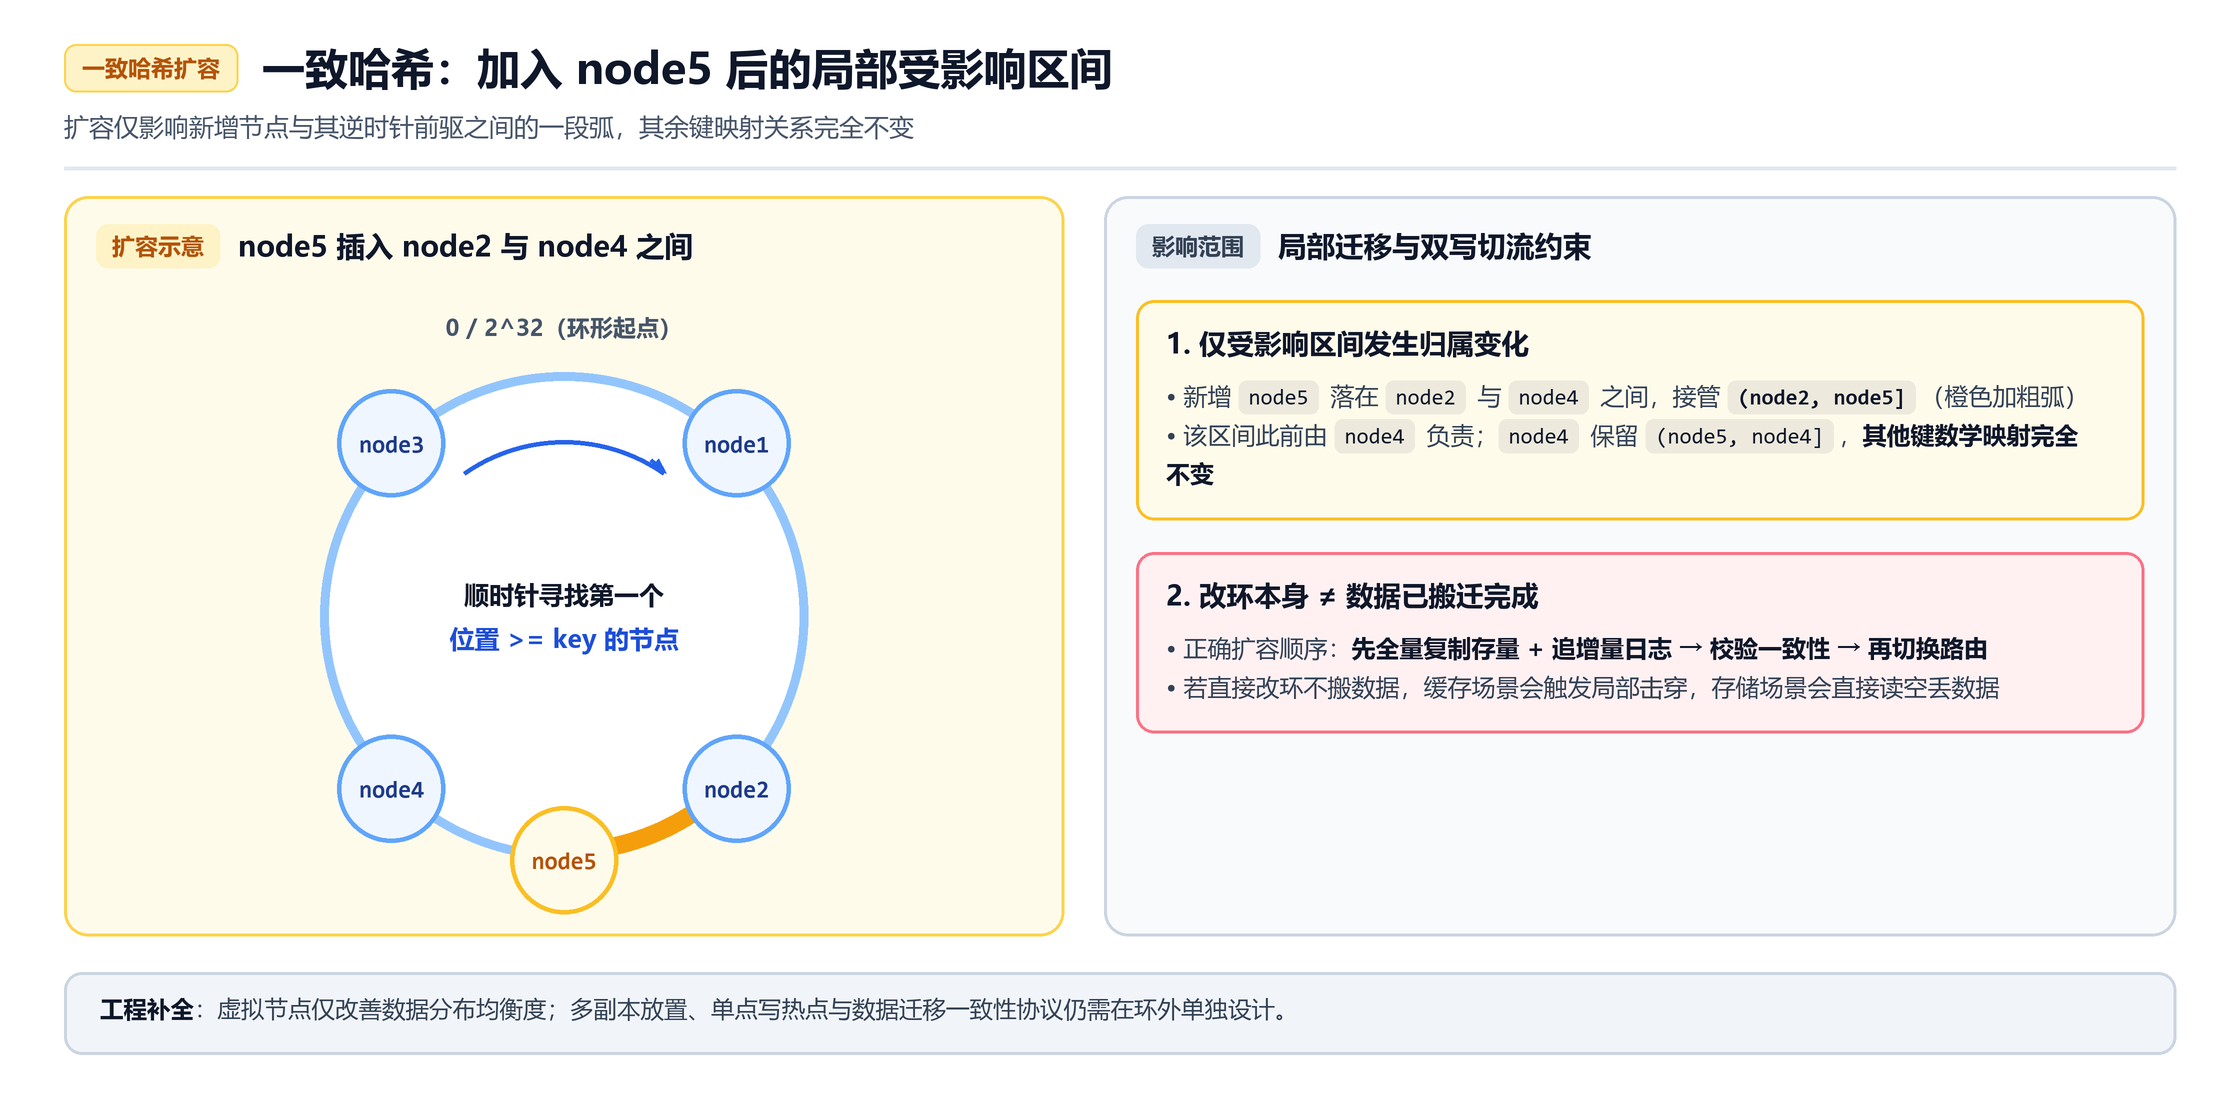 一致哈希扩容
一致哈希：加入 node5 后的局部受影响区间
扩容仅影响新增节点与其逆时针前驱之间的一段弧，其余键映射关系完全不变
扩容示意
node5 插入 node2 与 node4 之间
0 / 2^32（环形起点）
node3
node1
顺时针寻找第一个
位置 >= key 的节点
node4
node2
node5
影响范围
局部迁移与双写切流约束
1. 仅受影响区间发生归属变化
• 新增 node5 落在 node2 与 node4 之间，接管 (node2, node5] （橙色加粗弧）
• 该区间此前由 node4 负责；node4 保留 (node5, node4] ，其他键数学映射完全
不变
2. 改环本身 ≠ 数据已搬迁完成
• 正确扩容顺序：先全量复制存量 + 追增量日志 → 校验一致性 → 再切换路由
• 若直接改环不搬数据，缓存场景会触发局部击穿，存储场景会直接读空丢数据
工程补全：虚拟节点仅改善数据分布均衡度；多副本放置、单点写热点与数据迁移一致性协议仍需在环外单独设计。